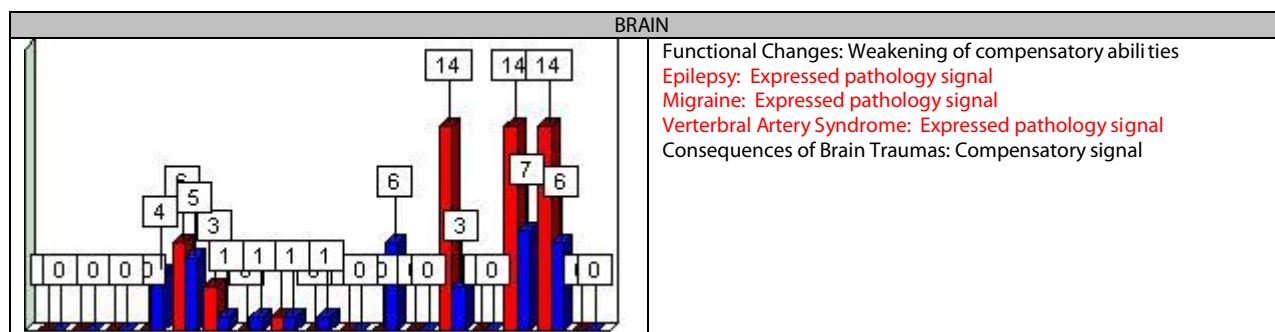 BRAIN
Functional Changes: Weakening of compensatory abilities
Epilepsy: Expressed pathology signal
Migraine: Expressed pathology signal
Verterbral Artery Syndrome: Expressed pathology signal
Consequences of Brain Traumas: Compensatory signal
14 14 14
7
6 6
4 5
3 3
1 1 1 1
0 0 0 0 0 0 0 0